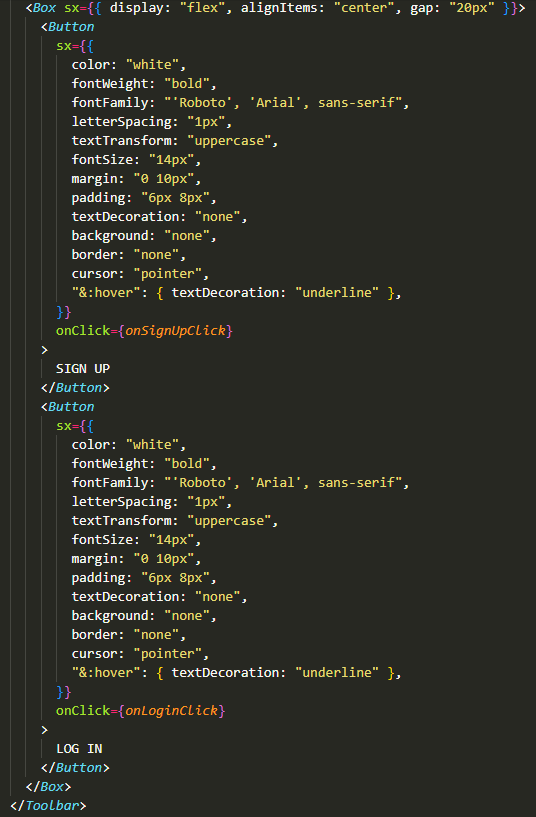 <Box sx={{ display: "flex", alignItems: "center", gap: "20px" }}>
<Button
sx={{
color: "white",
fontWeight: "bold",
fontFamily: "'Roboto', 'Arial', sans-serif",
letterSpacing: "1px",
textTransform: "uppercase",
fontSize: "14px",
margin: "0 10px",
padding: "6px 8px",
textDecoration: "none",
background: "none",
border: "none",
cursor: "pointer",
"&:hover": { textDecoration: "underline" },
}}
onClick={onSignUpClick}
>
SIGN UP
</Button>
<Button
sx={{
color: "white",
fontWeight: "bold",
fontFamily: "'Roboto', 'Arial', sans-serif",
letterSpacing: "1px",
textTransform: "uppercase",
fontSize: "14px",
margin: "0 10px",
padding: "6px 8px",
textDecoration: "none",
background: "none",
border: "none",
cursor: "pointer",
"&:hover": { textDecoration: "underline" },
}}
onClick={onLoginClick}
>
LOG IN
</Button>
</Box>
</Toolbar>